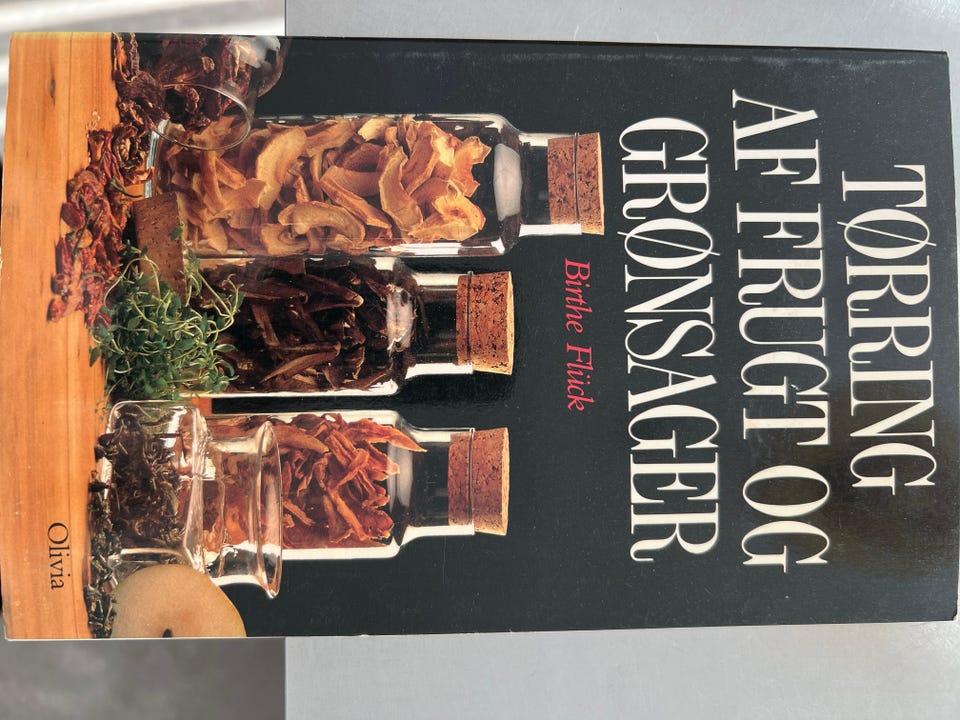 TØRRING
AF FRUGT OG
GRØNSAGER
Birthe Flück
Olivia